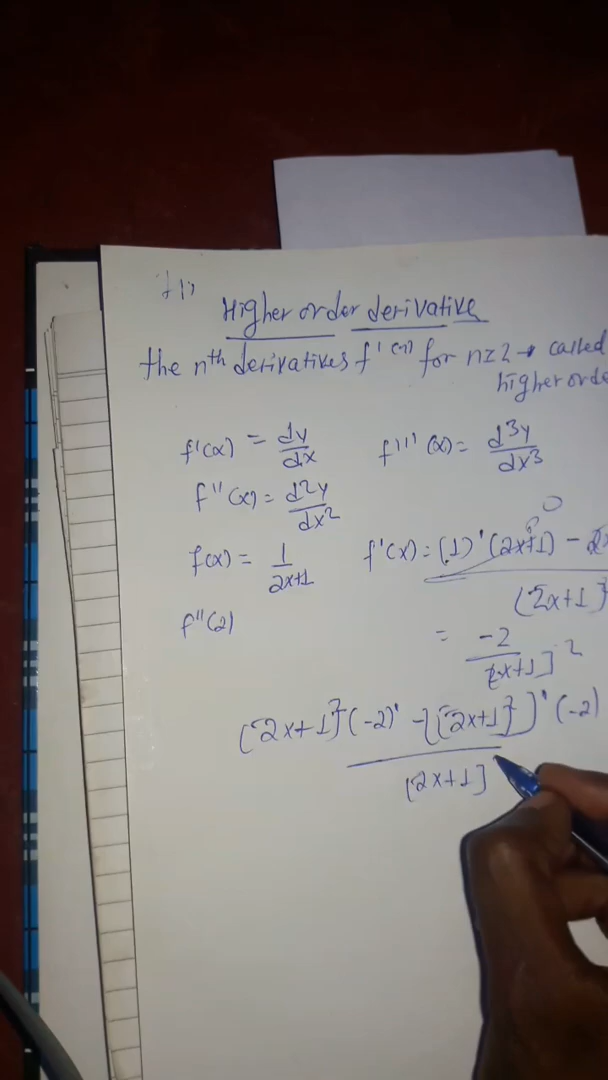 Higher order derivative
the nth derivatives f'(n) for n≥2 → called
higher orde
f'(x) = dy/dx f'''(x) = d3y/dx3
f''(x) = d2y/dx2
f(x) = 1/2x+1 f'(x) = (1)'(2x+1) - 2x / (2x+1)2
f''(2)
= -2/[2x+1]2
[2x+1]2(-2)' - [(2x+1)2]'(-2)
[2x+1]